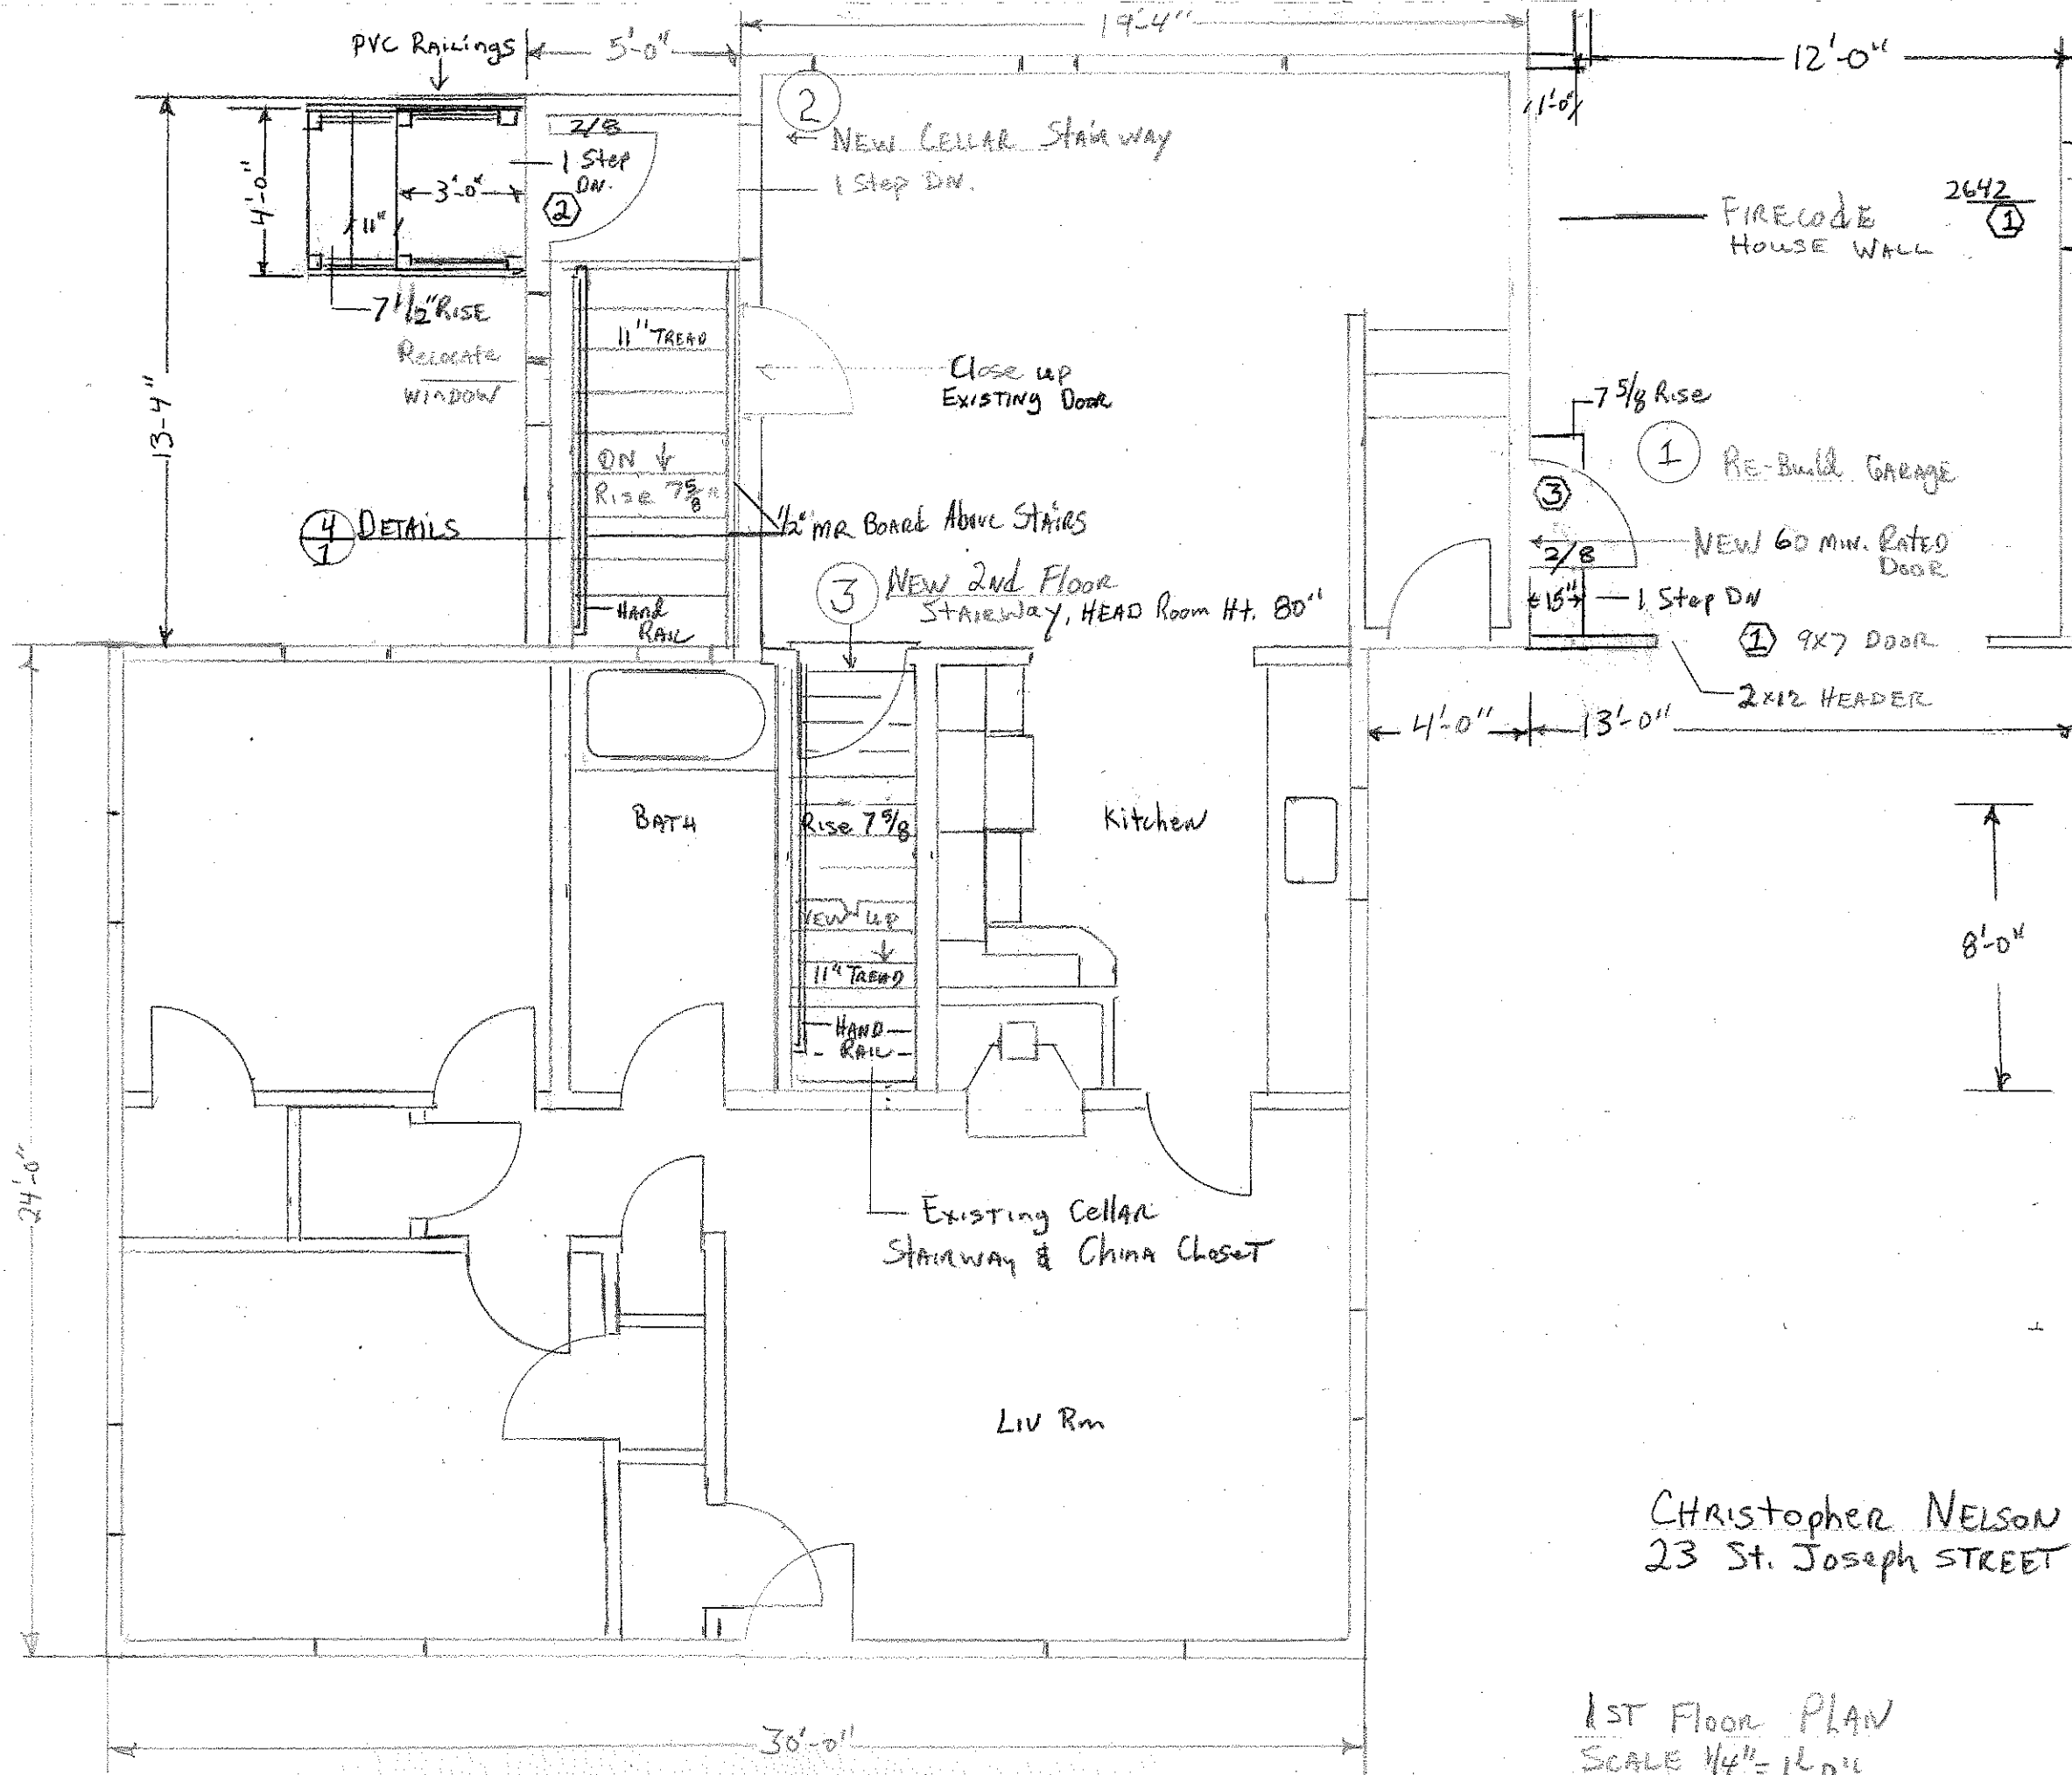 19'-4"
PVC Railings
5'-0"
12'-0"
1'-0"
2
2/8
NEW CELLAR STAIRWAY
1 Step
DN.
1 Step DN.
4'-0"
3'-0"
2
11"
2642
1
FIRECODE
HOUSE WALL
7 1/2" RISE
11" TREAD
RELOCATE
WINDOW
Close up
EXISTING DOOR
13-4"
7 5/8 Rise
1
RE-Build GARAGE
DN
Rise 7 5/8"
3
4
1
DETAILS
1/2" MR BOARD ABOVE STAIRS
NEW 60 MIN. RATED
DOOR
2/8
3
NEW 2nd Floor
STAIRWAY, HEAD Room Ht. 80"
15"
1 Step DN
HAND
RAIL
1
9x7 DOOR
2x12 HEADER
4'-0"
13'-0"
BATH
Rise 7 5/8
Kitchen
NEW UP
8'-0"
11" TREAD
HAND
RAIL
24'-0"
EXISTING CELLAR
STAIRWAY & CHINA CLOSET
LIV Rm
CHRISTOPHER NELSON
23 St. Joseph STREET
1ST Floor PLAN
SCALE 1/4" = 1'-0"
30'-0"